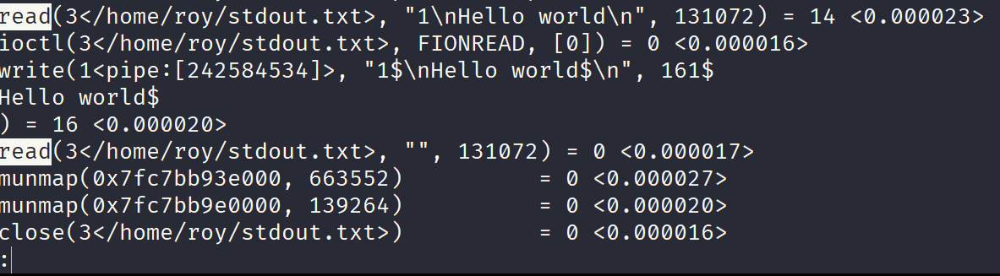 read(3</home/roy/stdout.txt>, "1\nHello world\n", 131072) = 14 <0.000023>
ioctl(3</home/roy/stdout.txt>, FIONREAD, [0]) = 0 <0.000016>
write(1<pipe:[242584534]>, "1$\nHello world$\n", 161$
Hello world$
) = 16 <0.000020>
read(3</home/roy/stdout.txt>, "", 131072) = 0 <0.000017>
munmap(0x7fc7bb93e000, 663552)          = 0 <0.000027>
munmap(0x7fc7bb9e0000, 139264)          = 0 <0.000020>
close(3</home/roy/stdout.txt>)          = 0 <0.000016>
: